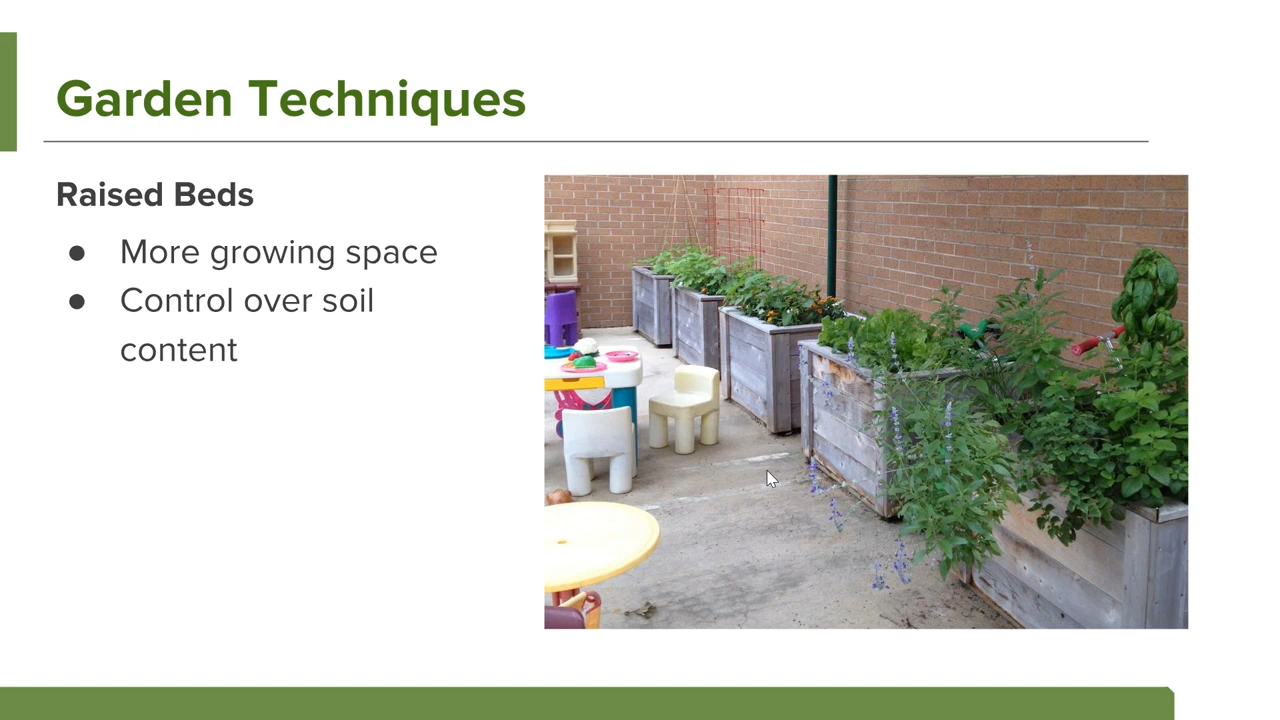 Garden Techniques
Raised Beds
● More growing space
● Control over soil
content